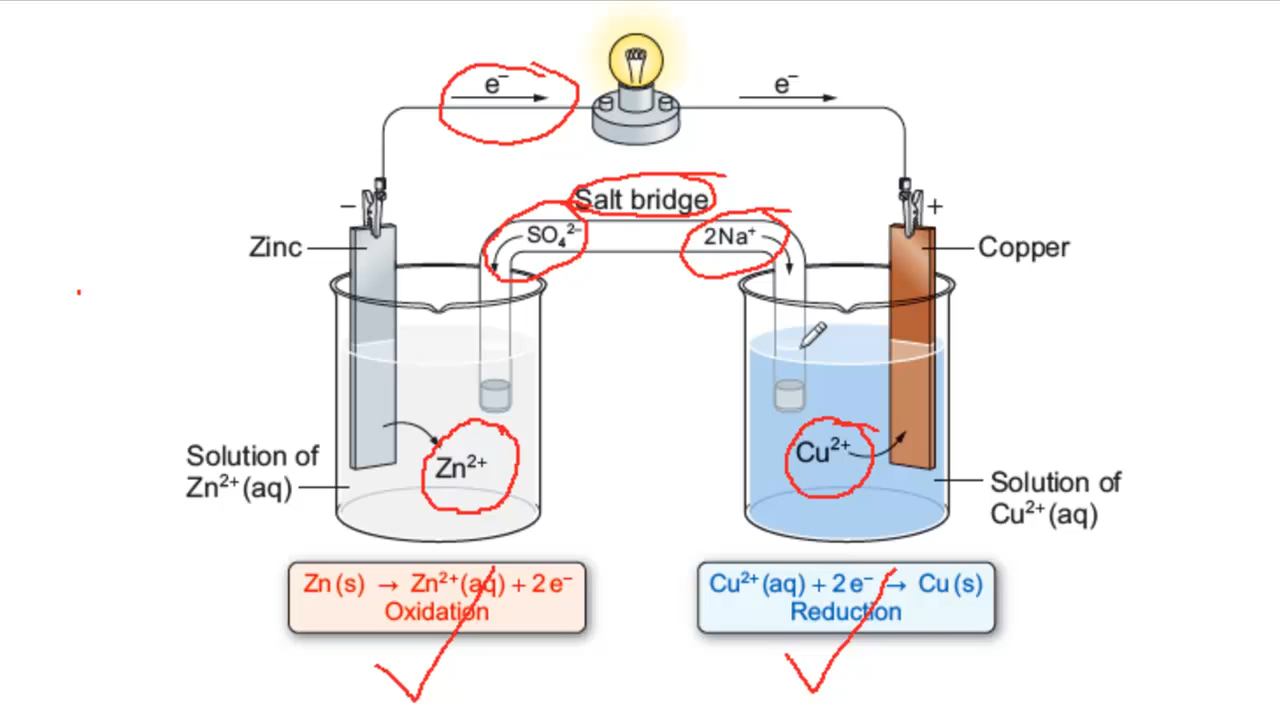 e⁻
e⁻
Salt bridge
−
+
SO₄²⁻
2Na⁺
Zinc
Copper
Zn²⁺
Cu²⁺
Solution of
Zn²⁺(aq)
Solution of
Cu²⁺(aq)
Zn(s) → Zn²⁺(aq) + 2e⁻
Oxidation
Cu²⁺(aq) + 2e⁻ → Cu(s)
Reduction